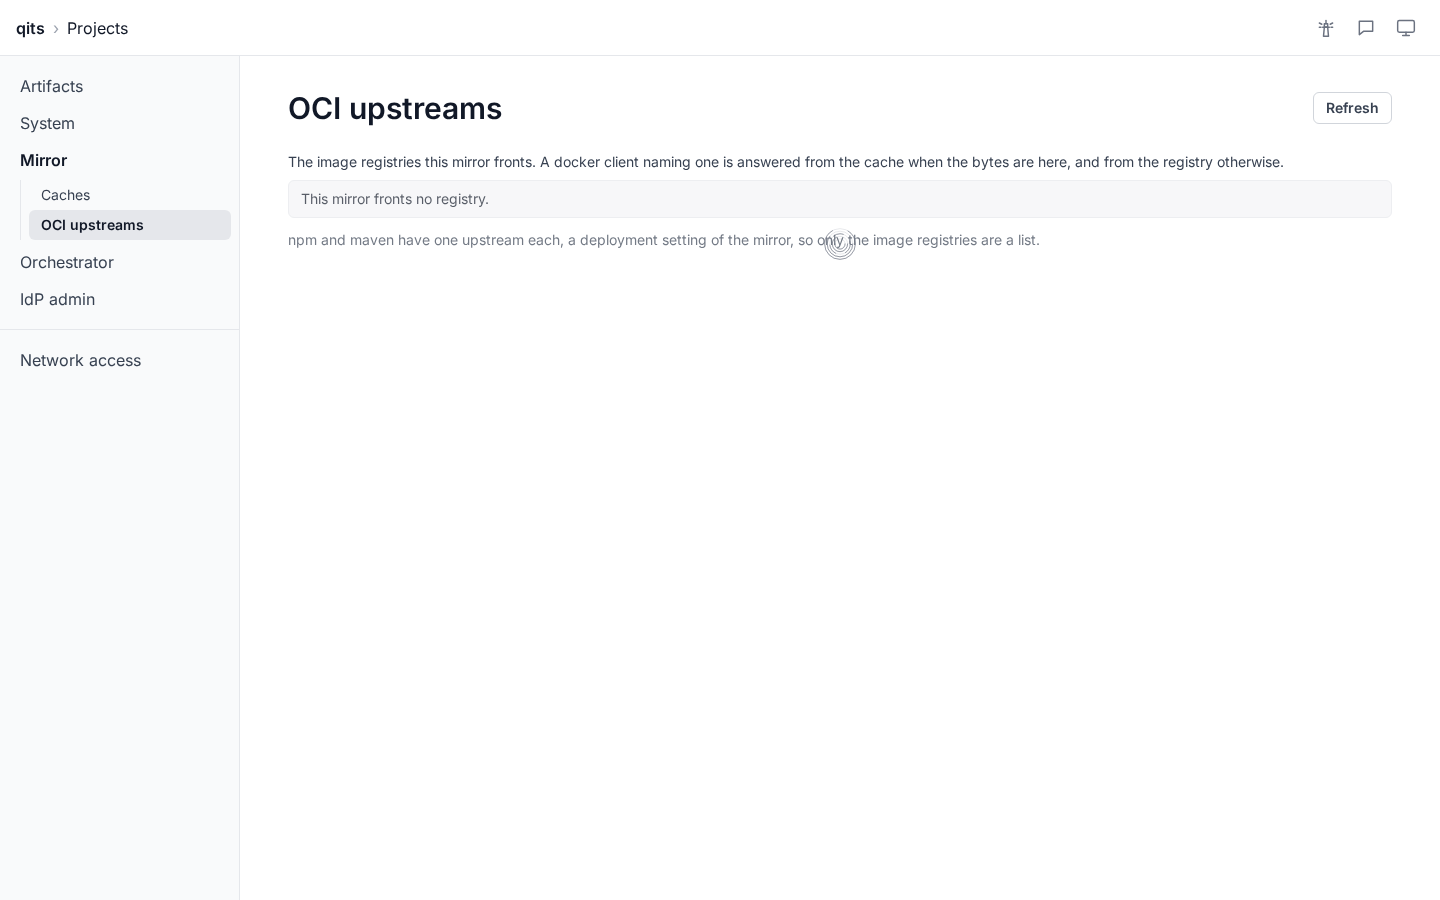 qits › Projects
Artifacts
System
Mirror
Caches
OCI upstreams
Orchestrator
IdP admin
Network access
OCI upstreams
Refresh
The image registries this mirror fronts. A docker client naming one is answered from the cache when the bytes are here, and from the registry otherwise.
This mirror fronts no registry.
npm and maven have one upstream each, a deployment setting of the mirror, so only the image registries are a list.